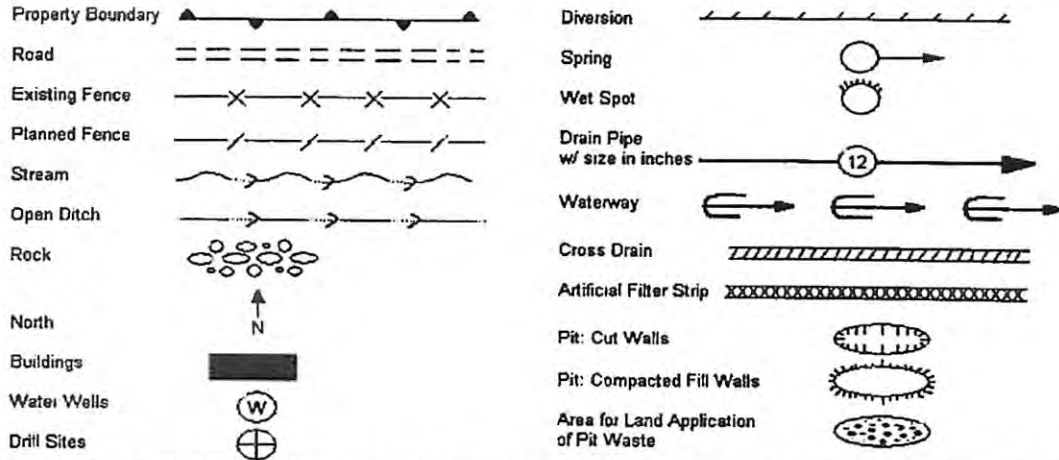 Property Boundary
Road
Existing Fence
Planned Fence
Stream
Open Ditch
Rock
North
N
Buildings
Water Wells
W
Drill Sites
Diversion
Spring
Wet Spot
Drain Pipe
w/ size in inches
12
Waterway
Cross Drain
Artificial Filter Strip
Pit: Cut Walls
Pit: Compacted Fill Walls
Area for Land Application
of Pit Waste